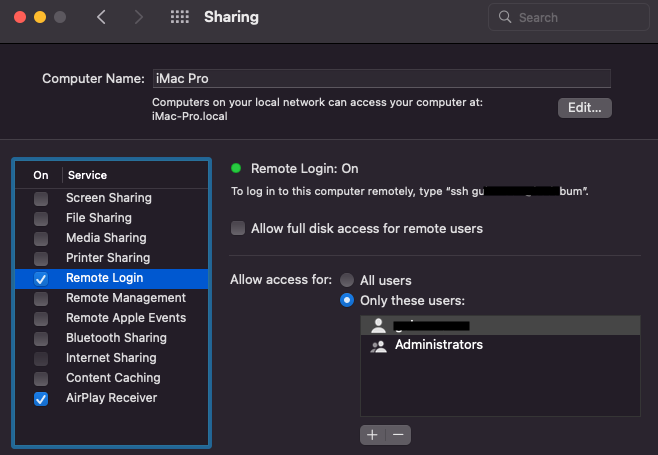 Sharing
Search
Computer Name: iMac Pro
Computers on your local network can access your computer at:
iMac-Pro.local
Edit...
On Service
Screen Sharing
File Sharing
Media Sharing
Printer Sharing
Remote Login
Remote Management
Remote Apple Events
Bluetooth Sharing
Internet Sharing
Content Caching
AirPlay Receiver
Remote Login: On
To log in to this computer remotely, type “ssh gu bum”.
Allow full disk access for remote users
Allow access for: All users
Only these users:
Administrators